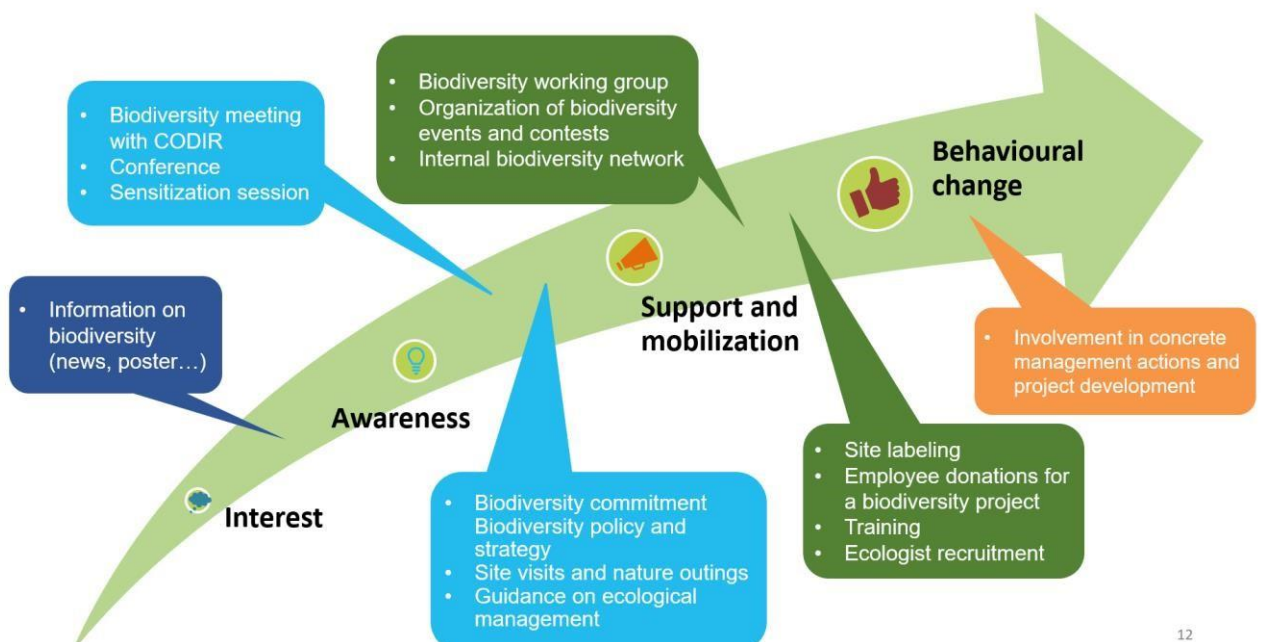 • Biodiversity working group
• Organization of biodiversity
events and contests
• Internal biodiversity network
• Biodiversity meeting
with CODIR
• Conference
• Sensitization session
Behavioural
change
• Information on
biodiversity
(news, poster…)
Support and
mobilization
• Involvement in concrete
management actions and
project development
Awareness
• Site labeling
• Employee donations for
a biodiversity project
• Training
• Ecologist recruitment
Interest
• Biodiversity commitment
Biodiversity policy and
strategy
• Site visits and nature outings
• Guidance on ecological
management
12